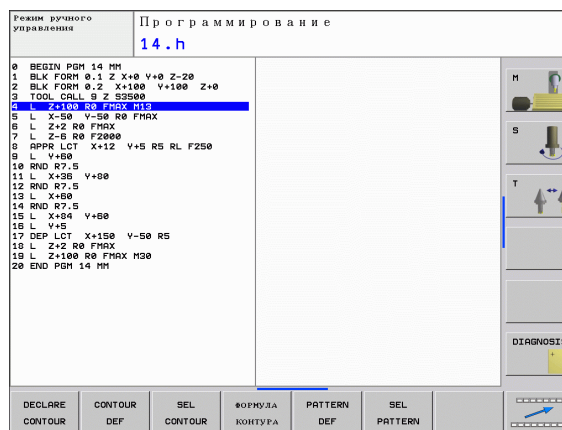 Режим ручного
управления
Программирование
14.h
0 BEGIN PGM 14 MM
1 BLK FORM 0.1 Z X+0 Y+0 Z-20
2 BLK FORM 0.2 X+100 Y+100 Z+0
3 TOOL CALL 9 Z S3500
4 L Z+100 R0 FMAX M13
5 L X-50 Y-50 R0 FMAX
6 L Z+2 R0 FMAX
7 L Z-6 R0 F2000
8 APPR LCT X+12 Y+5 R5 RL F250
9 L Y+60
10 RND R7.5
11 L X+36 Y+80
12 RND R7.5
13 L X+60
14 RND R7.5
15 L X+84 Y+60
16 L Y+5
17 DEP LCT X+150 Y-50 R5
18 L Z+2 R0 FMAX
19 L Z+100 R0 FMAX M30
20 END PGM 14 MM
M
S
T
DIAGNOSI
DECLARE
CONTOUR
CONTOUR
DEF
SEL
CONTOUR
ФОРМУЛА
КОНТУРА
PATTERN
DEF
SEL
PATTERN